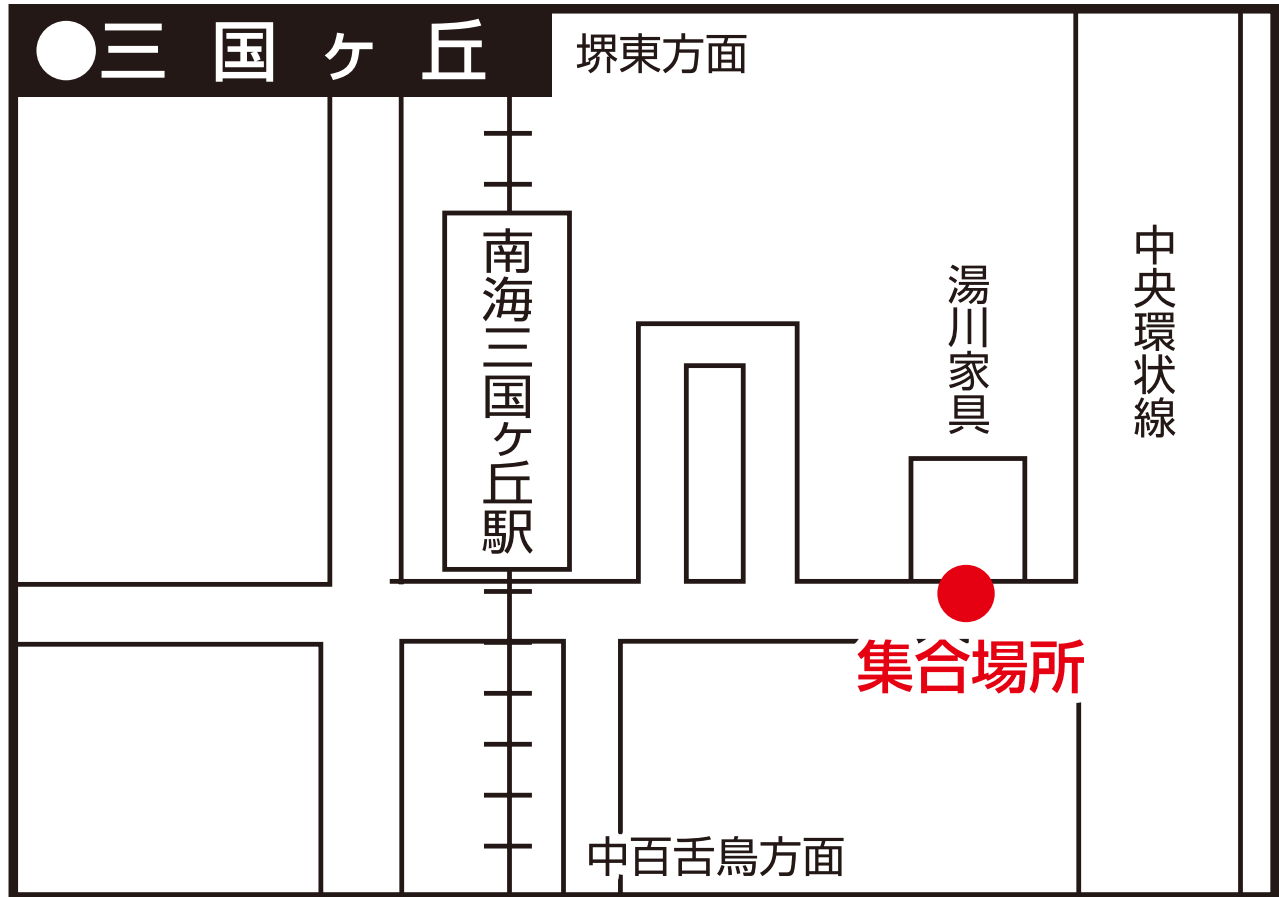 ●三国ヶ丘
堺東方面
南海三国ヶ丘駅
湯川家具
中央環状線
集合場所
中百舌鳥方面